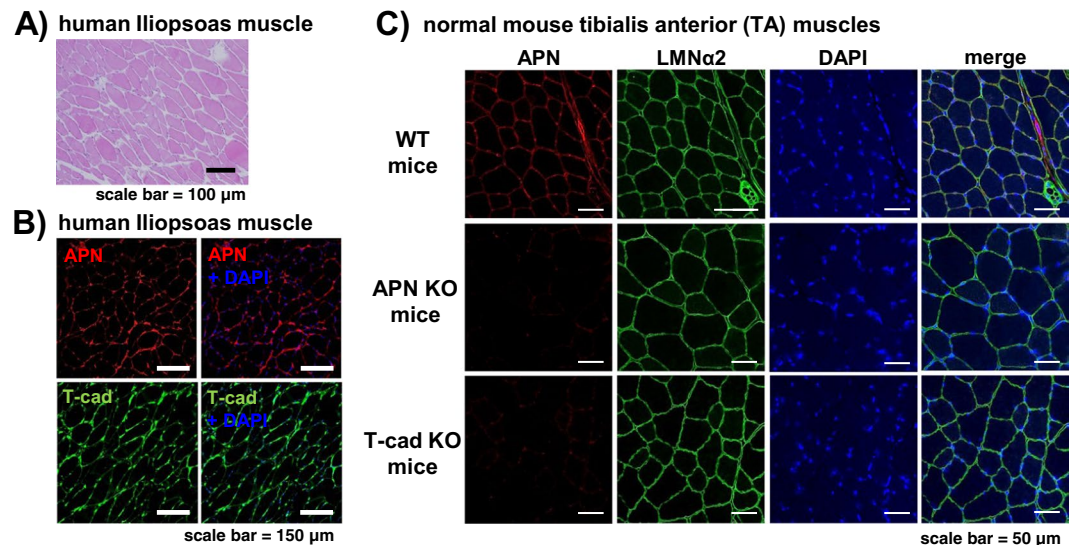 A) human Iliopsoas muscle
scale bar = 100 μm
B) human Iliopsoas muscle
APN
APN
+ DAPI
T-cad
T-cad
+ DAPI
scale bar = 150 μm
C) normal mouse tibialis anterior (TA) muscles
APN LMNα2 DAPI merge
WT
mice
APN KO
mice
T-cad KO
mice
scale bar = 50 μm